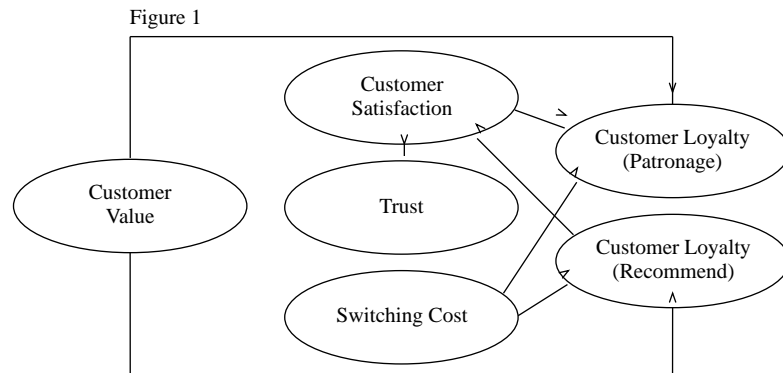 Figure 1
Customer
Satisfaction
Customer Loyalty
(Patronage)
Customer
Value
Trust
Customer Loyalty
(Recommend)
Switching Cost